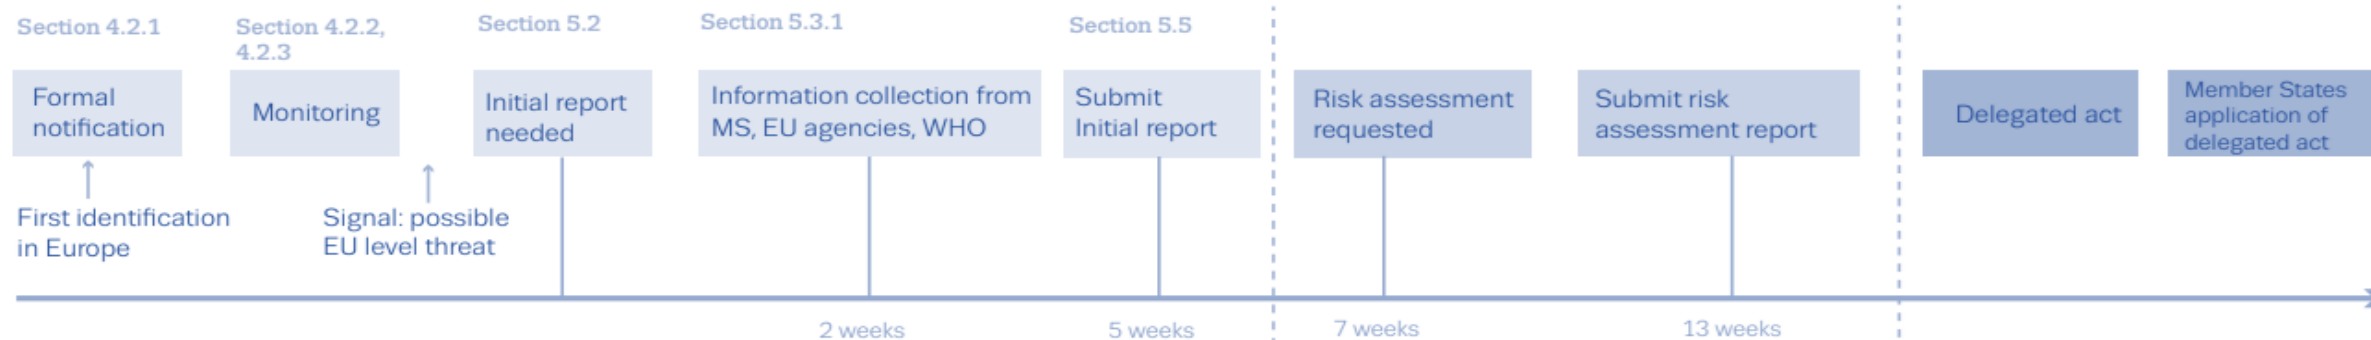 Section 4.2.1
Section 4.2.2,
4.2.3
Section 5.2
Section 5.3.1
Section 5.5
Formal
notification
Monitoring
Initial report
needed
Information collection from
MS, EU agencies, WHO
Submit
Initial report
Risk assessment
requested
Submit risk
assessment report
Delegated act
Member States
application of
delegated act
First identification
in Europe
Signal: possible
EU level threat
2 weeks
5 weeks
7 weeks
13 weeks